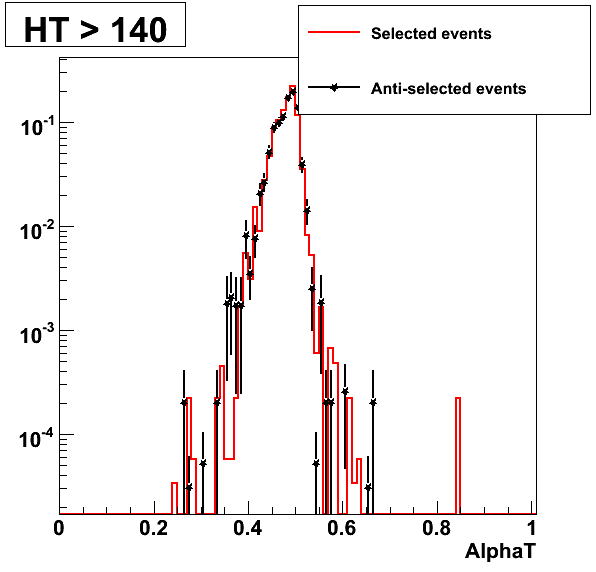 HT > 140
Selected events
Anti-selected events
10-1
10-2
10-3
10-4
0 0.2 0.4 0.6 0.8 1
AlphaT